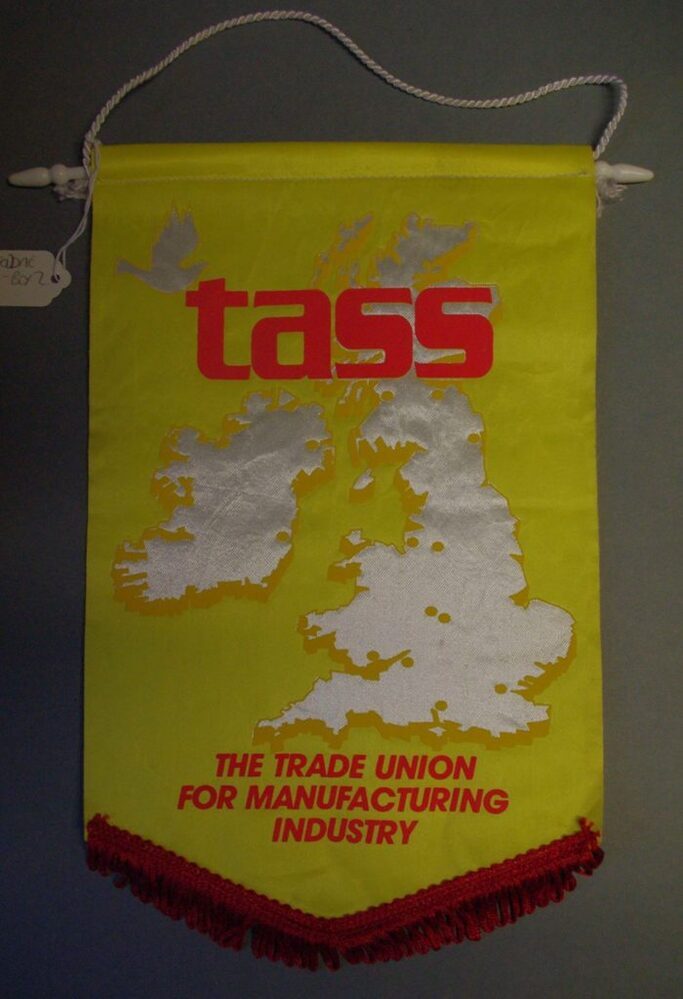 tass
THE TRADE UNION
FOR MANUFACTURING
INDUSTRY